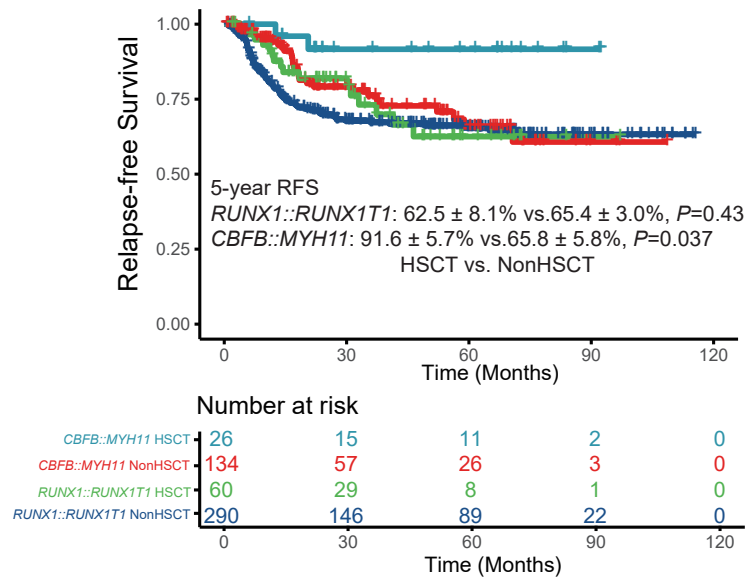 Relapse-free Survival
1.00
0.75
0.50
0.25
0.00
5-year RFS
RUNX1::RUNX1T1: 62.5 ± 8.1% vs.65.4 ± 3.0%, P=0.43
CBFB::MYH11: 91.6 ± 5.7% vs.65.8 ± 5.8%, P=0.037
HSCT vs. NonHSCT
0 30 60 90 120
Time (Months)
Number at risk
CBFB::MYH11 HSCT 26 15 11 2 0
CBFB::MYH11 NonHSCT 134 57 26 3 0
RUNX1::RUNX1T1 HSCT 60 29 8 1 0
RUNX1::RUNX1T1 NonHSCT 290 146 89 22 0
0 30 60 90 120
Time (Months)